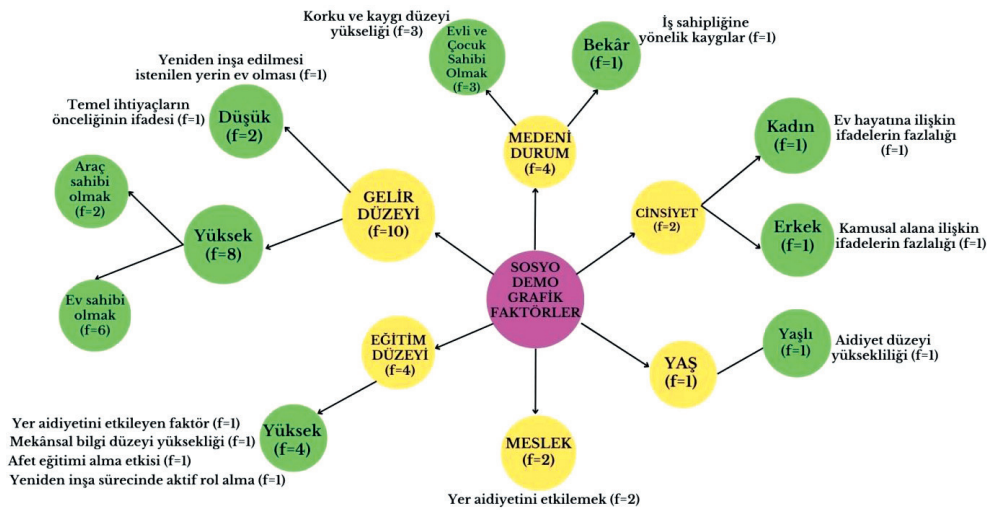 Korku ve kaygı düzeyi
yükseliği (f=3)
Evli ve
Çocuk
Sahibi
Olmak
(f=3)
Bekâr
(f=1)
İş sahipliğine
yönelik kaygılar (f=1)
MEDENİ
DURUM
(f=4)
Yeniden inşa edilmesi
istenilen yerin ev olması (f=1)
Temel ihtiyaçların
önceliğinin ifadesi (f=1)
Düşük
(f=2)
Araç
sahibi
olmak
(f=2)
Yüksek
(f=8)
Ev sahibi
olmak
(f=6)
GELİR
DÜZEYİ
(f=10)
CİNSİYET
(f=2)
Kadın
(f=1)
Ev hayatına ilişkin
ifadelerin fazlalığı
(f=1)
Erkek
(f=1)
Kamusal alana ilişkin
ifadelerin fazlalığı (f=1)
SOSYO
DEMO
GRAFİK
FAKTÖRLER
EĞİTİM
DÜZEYİ
(f=4)
Yüksek
(f=4)
Yer aidiyetini etkileyen faktör (f=1)
Mekânsal bilgi düzeyi yüksekliği (f=1)
Afet eğitimi alma etkisi (f=1)
Yeniden inşa sürecinde aktif rol alma (f=1)
MESLEK
(f=2)
Yer aidiyetini etkilemek (f=2)
YAŞ
(f=1)
Yaşlı
(f=1)
Aidiyet düzeyi
yüksekliliği (f=1)